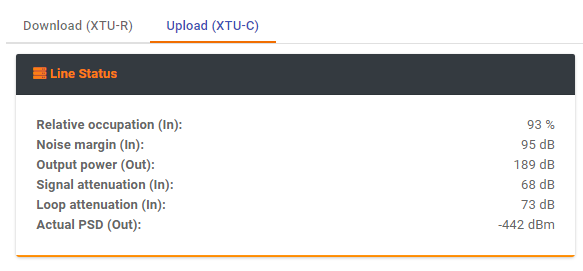 Download (XTU-R) Upload (XTU-C)
Line Status
Relative occupation (In): 93 %
Noise margin (In): 95 dB
Output power (Out): 189 dB
Signal attenuation (In): 68 dB
Loop attenuation (In): 73 dB
Actual PSD (Out): -442 dBm